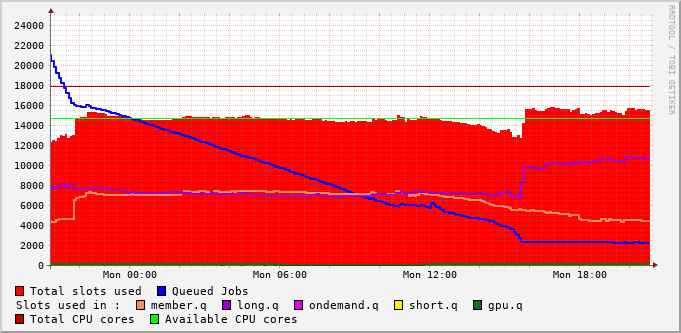 RRDTOOL / TOBI OETIKER
24000
22000
20000
18000
16000
14000
12000
10000
8000
6000
4000
2000
0
Mon 00:00 Mon 06:00 Mon 12:00 Mon 18:00
Total slots used Queued Jobs
Slots used in : member.q long.q ondemand.q short.q gpu.q
Total CPU cores Available CPU cores